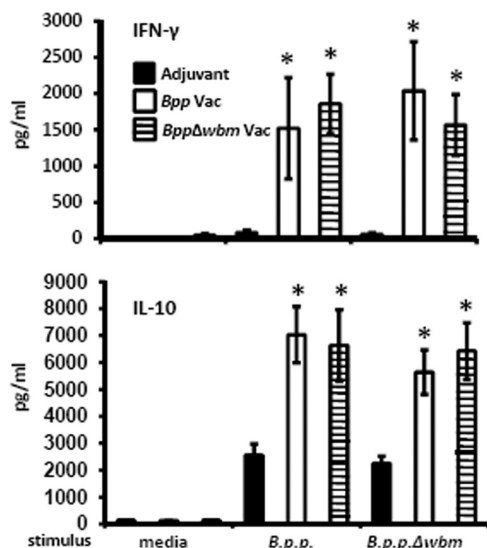 IFN-γ
pg/ml
3000
2500
2000
1500
1000
500
0
Adjuvant
Bpp Vac
BppΔwbm Vac
* * * *
IL-10
pg/ml
9000
8000
7000
6000
5000
4000
3000
2000
1000
0
* * * *
stimulus media B.p.p. B.p.p.Δwbm